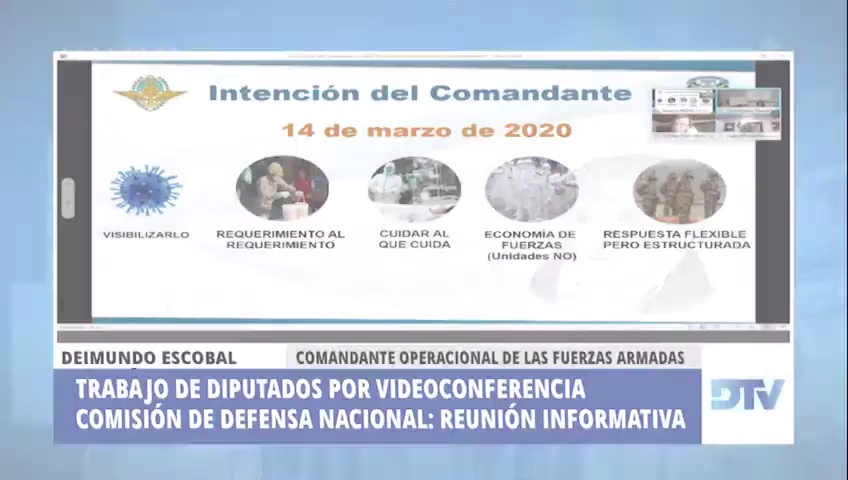 Intención del Comandante
14 de marzo de 2020
VISIBILIZARLO
REQUERIMIENTO AL
REQUERIMIENTO
CUIDAR AL
QUE CUIDA
ECONOMÍA DE
FUERZAS
(Unidades NO)
RESPUESTA FLEXIBLE
PERO ESTRUCTURADA
DEIMUNDO ESCOBAL
COMANDANTE OPERACIONAL DE LAS FUERZAS ARMADAS
TRABAJO DE DIPUTADOS POR VIDEOCONFERENCIA
COMISIÓN DE DEFENSA NACIONAL: REUNIÓN INFORMATIVA
DTV